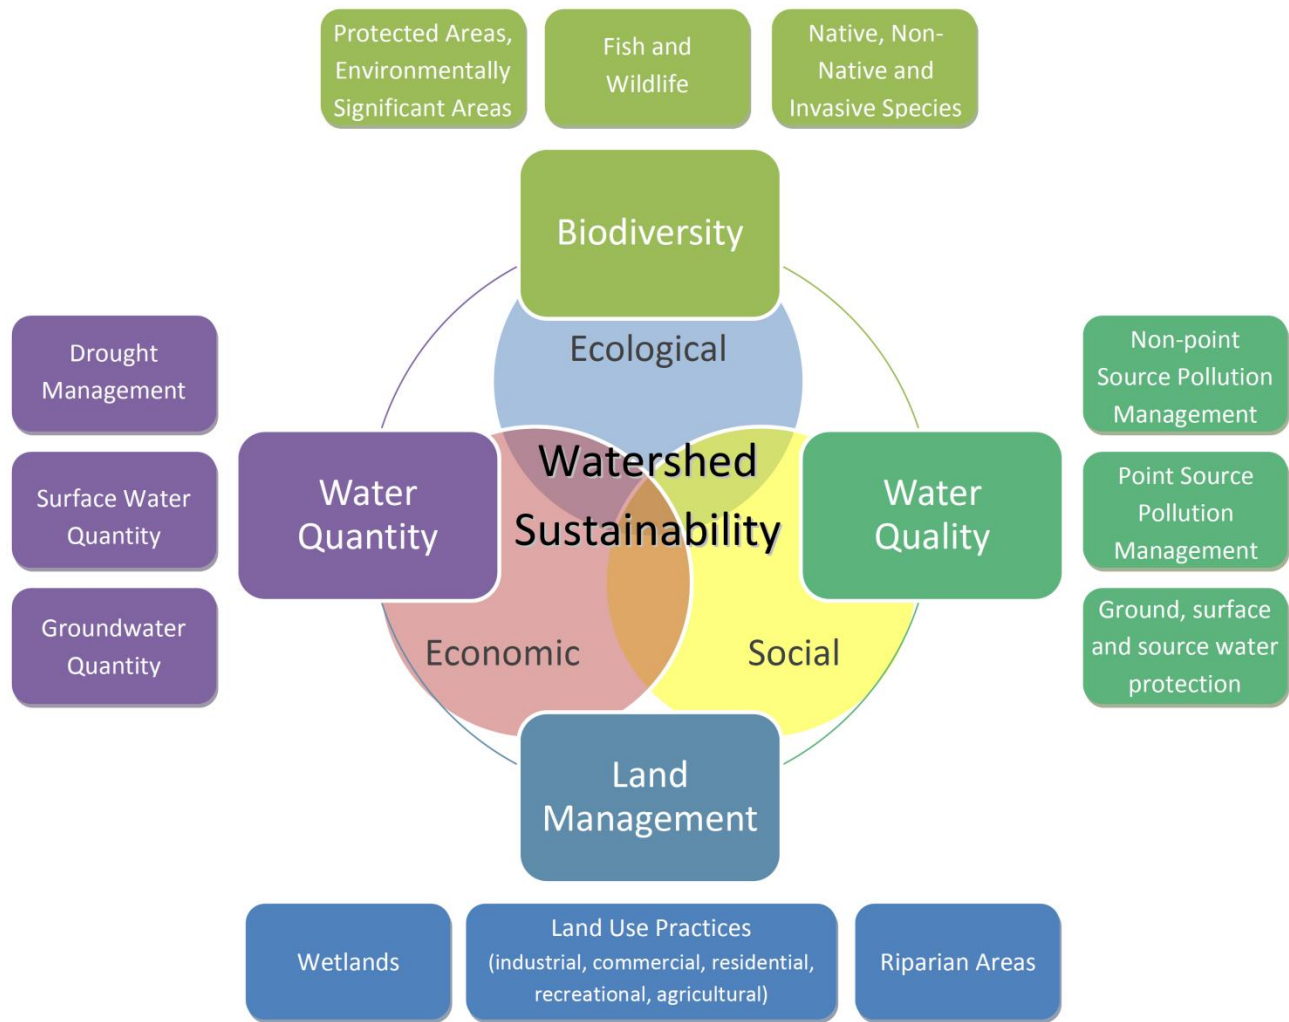 Protected Areas,
Environmentally
Significant Areas
Fish and
Wildlife
Native, Non-
Native and
Invasive Species
Biodiversity
Ecological
Drought
Management
Surface Water
Quantity
Groundwater
Quantity
Water
Quantity
Watershed
Sustainability
Water
Quality
Non-point
Source Pollution
Management
Point Source
Pollution
Management
Ground, surface
and source water
protection
Economic
Social
Land
Management
Wetlands
Land Use Practices
(industrial, commercial, residential,
recreational, agricultural)
Riparian Areas